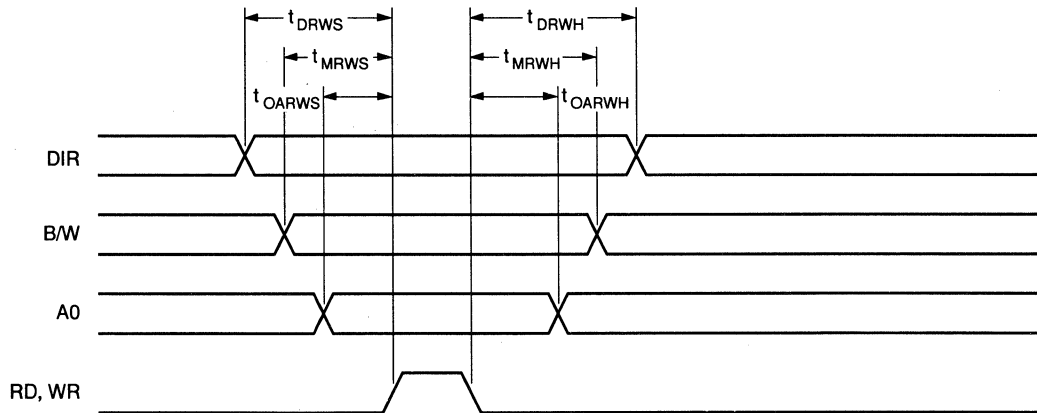 tDRWS tDRWH
tMRWS tMRWH
tOARWS tOARWH
DIR
B/W
A0
RD, WR